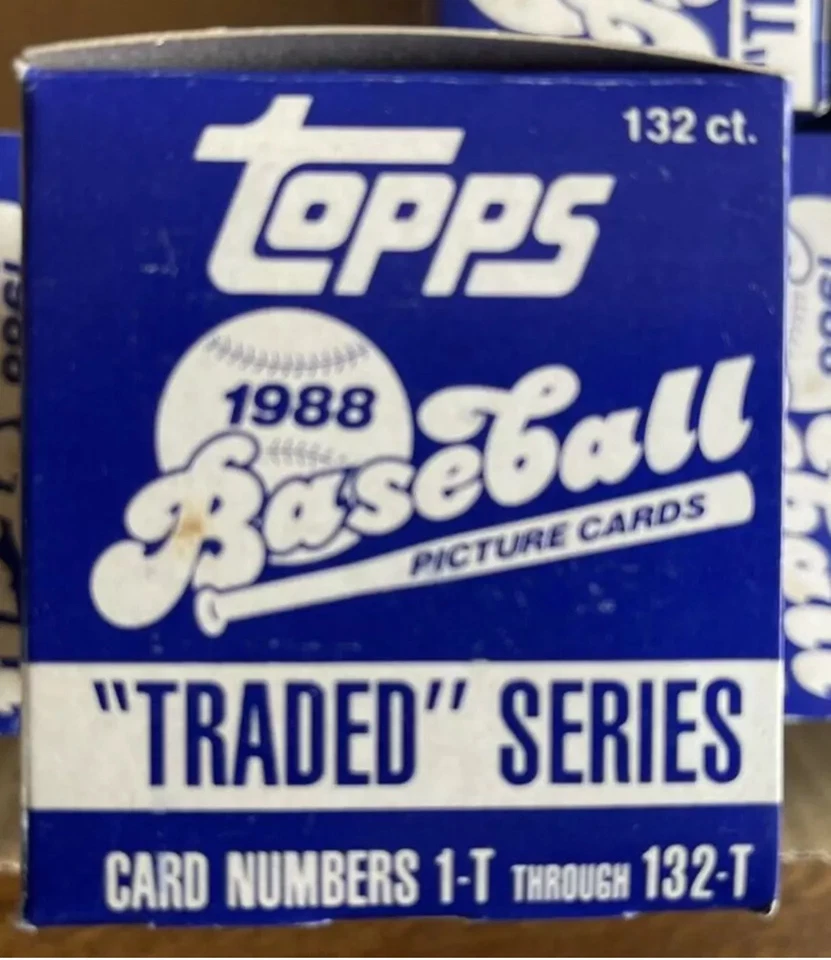 Topps
132 ct.
1988
Baseball
PICTURE CARDS
"TRADED" SERIES
CARD NUMBERS 1-T THROUGH 132-T